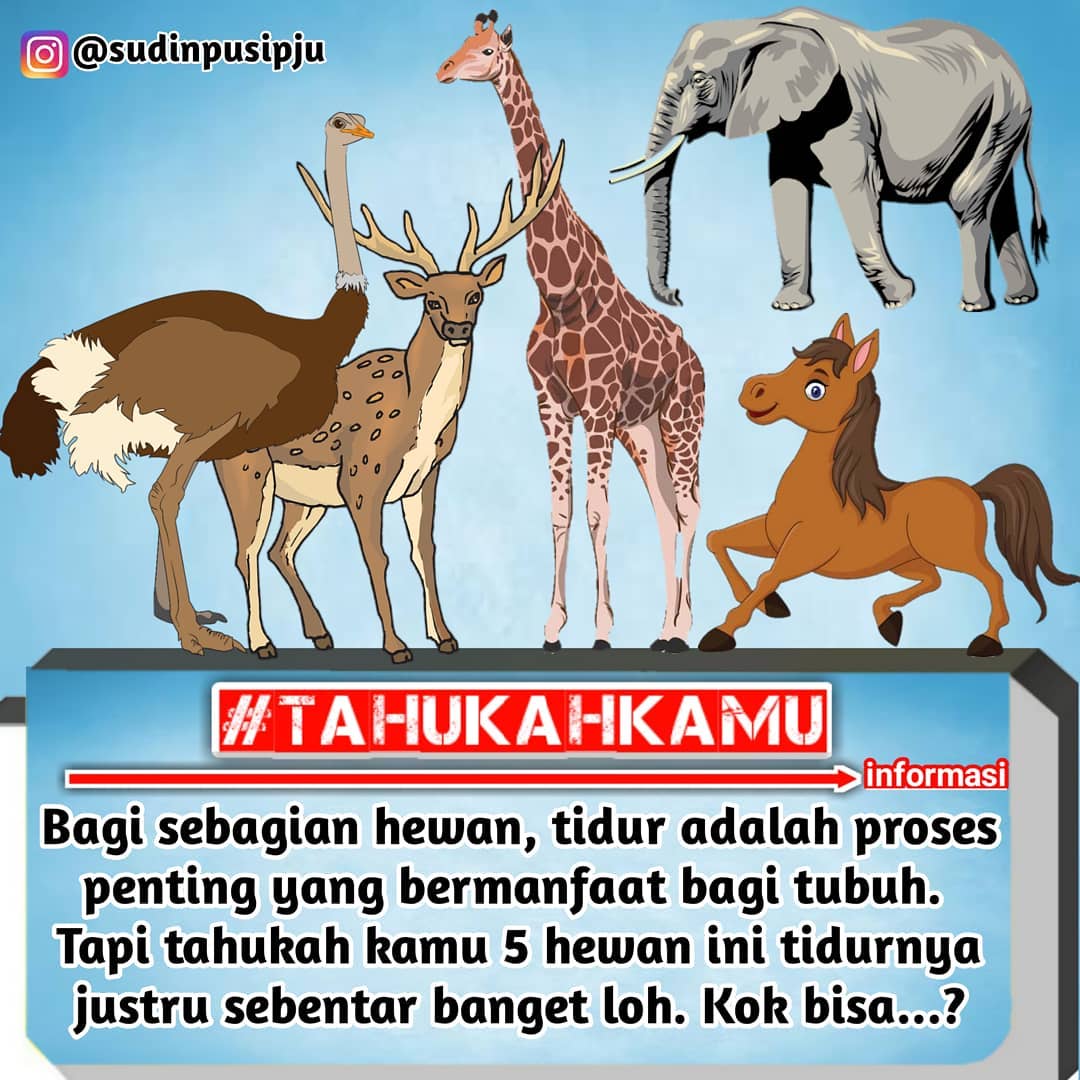 @sudinpusipju
#TAHUKAHKAMU
informasi
Bagi sebagian hewan, tidur adalah proses
penting yang bermanfaat bagi tubuh.
Tapi tahukah kamu 5 hewan ini tidurnya
justru sebentar banget loh. Kok bisa...?